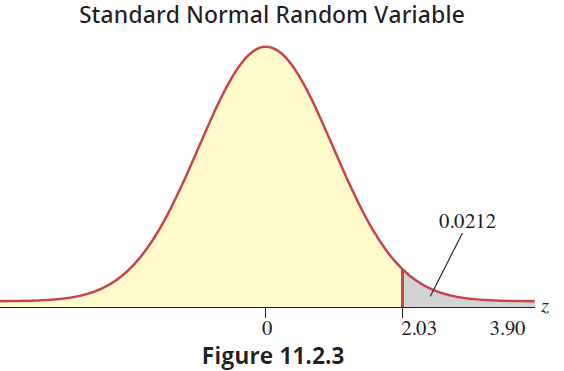 Standard Normal Random Variable
0.0212
z
0 2.03 3.90
Figure 11.2.3